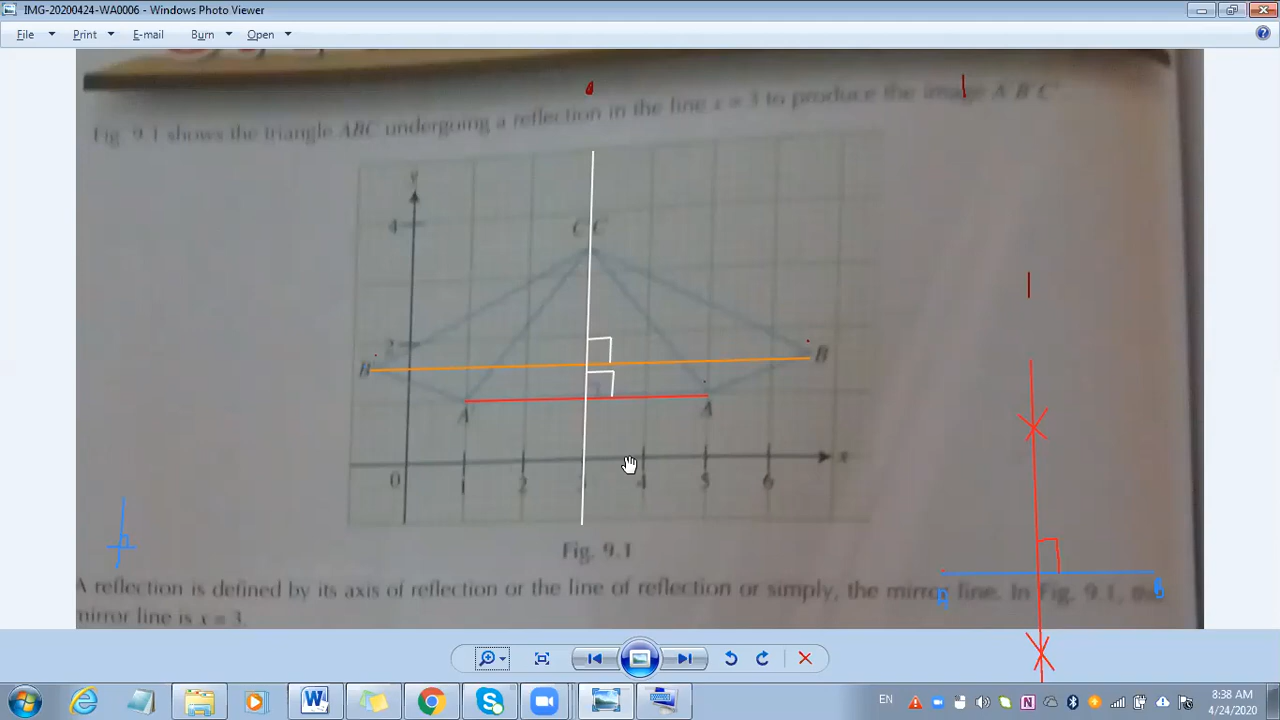 IMG-20200424-WA0006 - Windows Photo Viewer
File Print E-mail Burn Open
Fig. 9.1 shows the triangle ABC undergoing a reflection in the line x = 3 to produce the image A'B'C'
y
4
C C'
2
B' B
A A'
0 1 2 4 5 6 x
Fig. 9.1
A reflection is defined by its axis of reflection or the line of reflection or simply, the mirror line. In Fig. 9.1, the
mirror line is x = 3.
EN
8:38 AM
4/24/2020